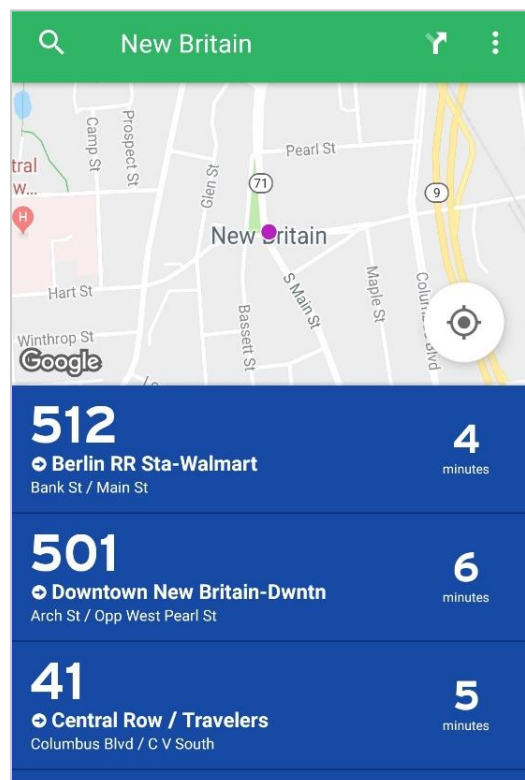 New Britain
Camp St
Prospect St
Pearl St
tral
W...
Glen St
71
9
H
New Britain
Hart St
S Main St
Maple St
Bassett St
Winthrop St
Google
512
Berlin RR Sta-Walmart
Bank St / Main St
4
minutes
501
Downtown New Britain-Dwntn
Arch St / Opp West Pearl St
6
minutes
41
Central Row / Travelers
Columbus Blvd / C V South
5
minutes